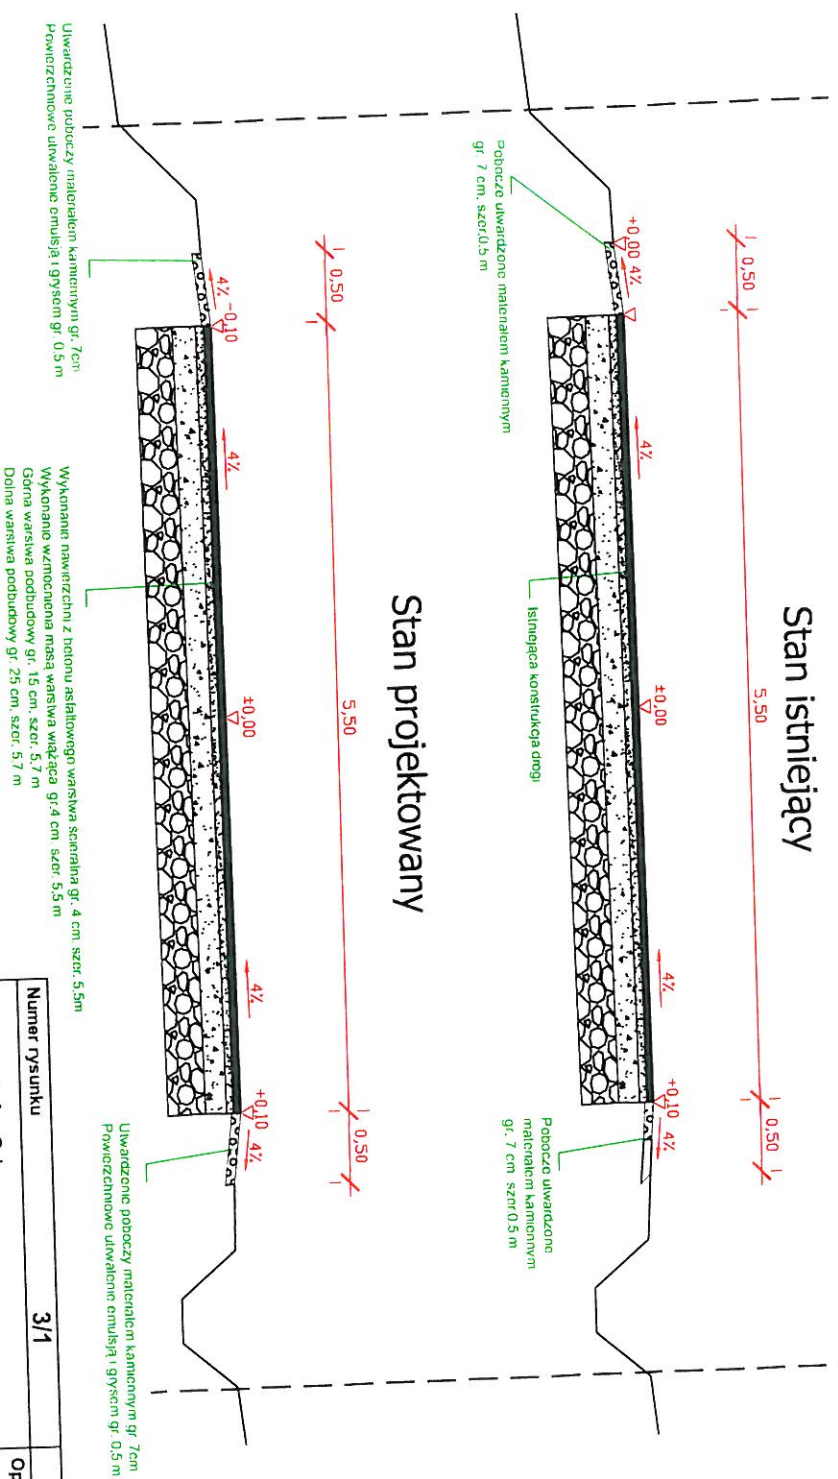 Stan istniejący
0,50
5,50
0,50
+0,00
4%
4%
±0,00
4%
+0,10
4%
Pobocze utwardzone materiałem kamiennym
gr. 7 cm, szer.0.5 m
Istniejąca konstrukcja drogi
Pobocze utwardzone
materiałem kamiennym
gr. 7 cm szer.0.5 m
Stan projektowany
0,50
5,50
0,50
4%
-0,10
4%
±0,00
4%
+0,10
4%
Utwardzenie poboczy materiałem kamiennym gr. 7cm
Powierzchniowe utrwalenie emulsją i grysem gr. 0.5 m
Wykonanie nawierzchni z betonu asfaltowego warstwa ścieralna gr. 4 cm. szer. 5.5m
Wykonanie wzmocnienia masą warstwa wiążąca gr.4 cm szer. 5.5 m
Górna warstwa podbudowy gr. 15 cm, szer. 5.7 m
Dolna warstwa podbudowy gr. 25 cm, szer. 5.7 m
Utwardzenie poboczy materiałem kamiennym gr. 7cm
Powierzchniowe utrwalenie emulsją i grysem gr. 0.5 m
Numer rysunku
3/1